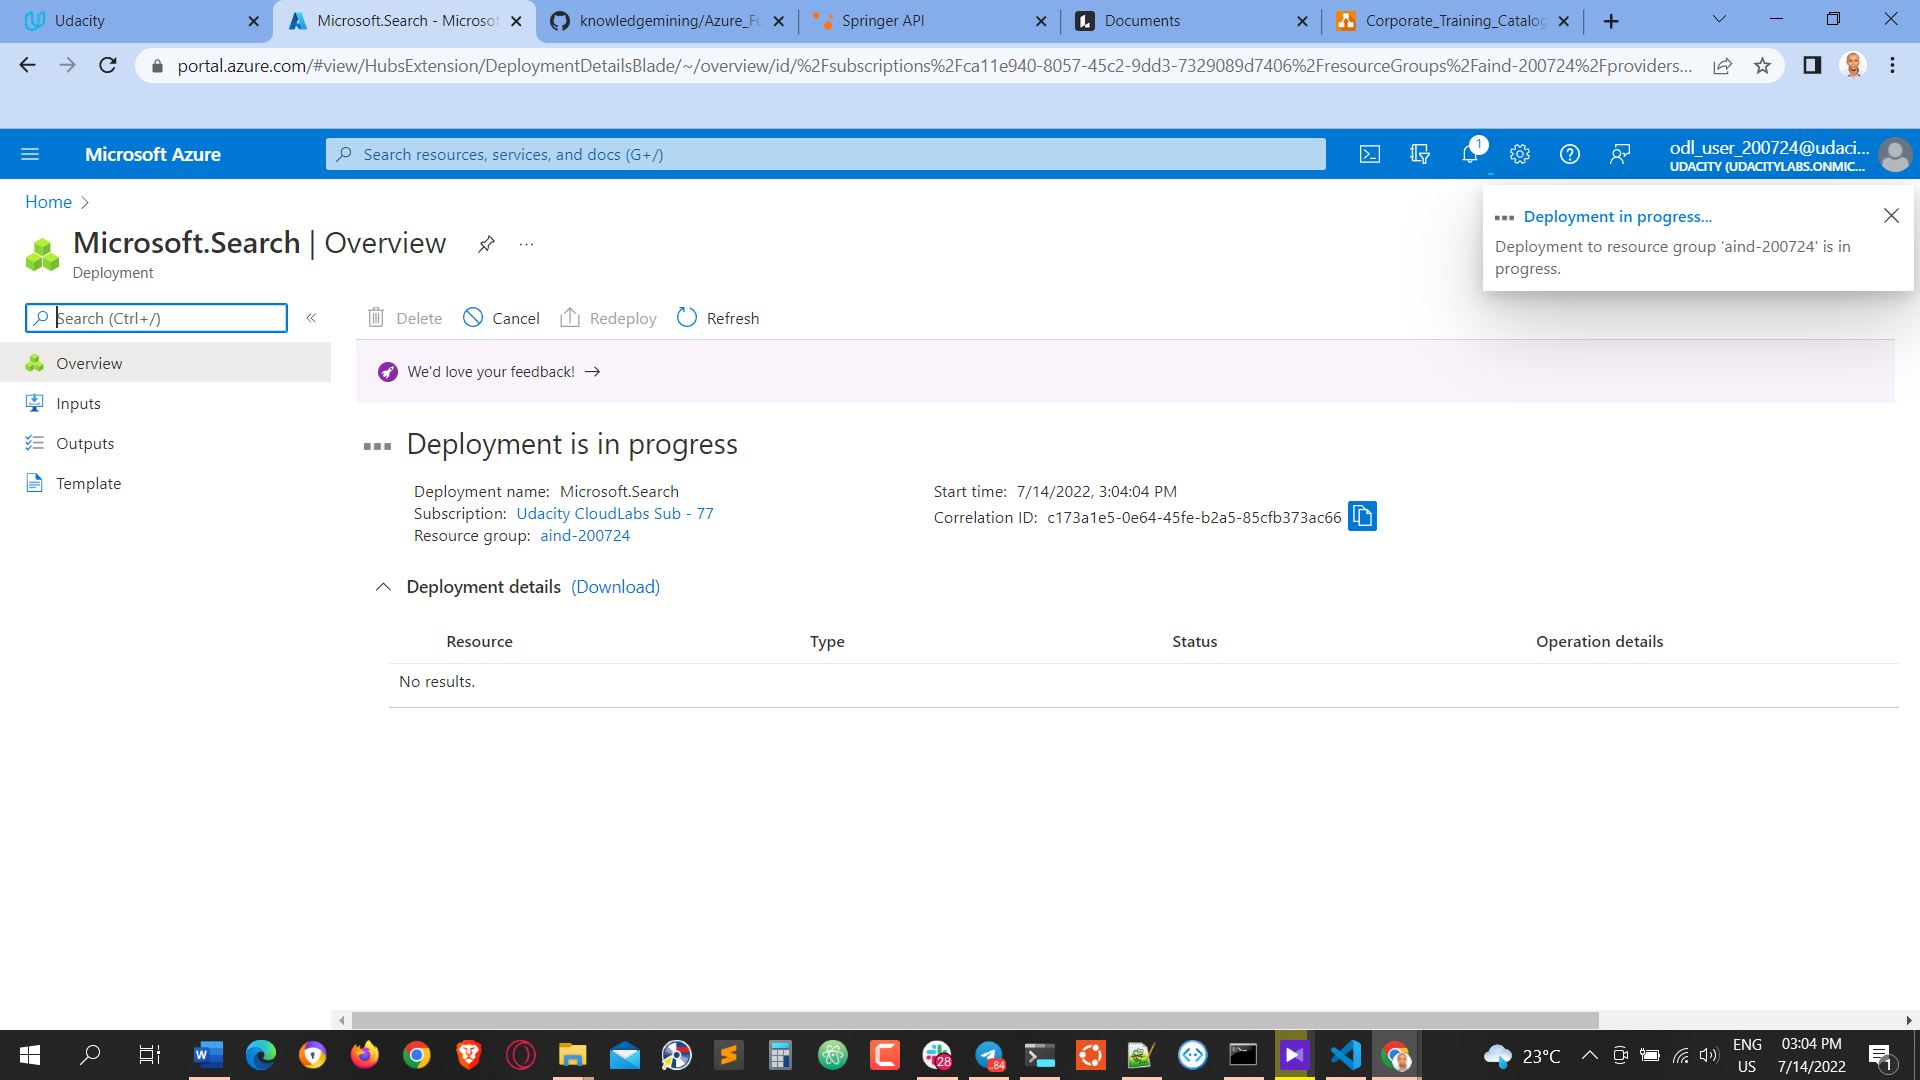 Udacity
Microsoft.Search - Microsof
knowledgemining/Azure_Fu
Springer API
Documents
Corporate_Training_Catalog
portal.azure.com/#view/HubsExtension/DeploymentDetailsBlade/~/overview/id/%2Fsubscriptions%2Fca11e940-8057-45c2-9dd3-7329089d7406%2FresourceGroups%2Faind-200724%2Fproviders...
Microsoft Azure
Search resources, services, and docs (G+/)
1
odl_user_200724@udaci...
UDACITY (UDACITYLABS.ONMIC...
Home
Deployment in progress...
Deployment to resource group 'aind-200724' is in
progress.
Microsoft.Search | Overview
Deployment
Search (Ctrl+/)
Delete
Cancel
Redeploy
Refresh
Overview
Inputs
Outputs
Template
We'd love your feedback!
Deployment is in progress
Deployment name: Microsoft.Search
Subscription: Udacity CloudLabs Sub - 77
Resource group: aind-200724
Start time: 7/14/2022, 3:04:04 PM
Correlation ID: c173a1e5-0e64-45fe-b2a5-85cfb373ac66
Deployment details (Download)
Resource Type Status Operation details
No results.
28
..84
23°C
ENG
US
03:04 PM
7/14/2022
1